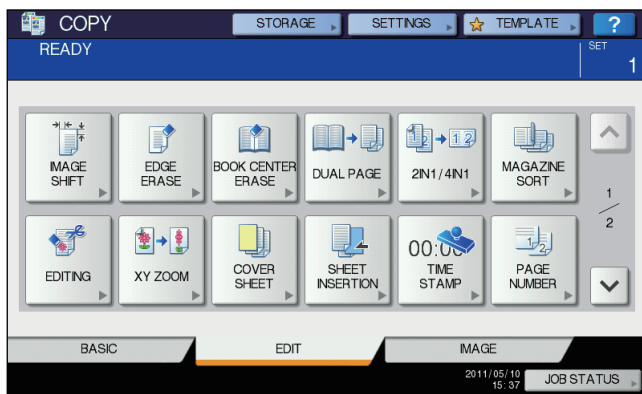 COPY
STORAGE
SETTINGS
TEMPLATE
?
READY
SET
1
IMAGE
SHIFT
EDGE
ERASE
BOOK CENTER
ERASE
DUAL PAGE
2IN1 / 4IN1
MAGAZINE
SORT
1
2
EDITING
XY ZOOM
COVER
SHEET
SHEET
INSERTION
00:00
TIME
STAMP
PAGE
NUMBER
BASIC
EDIT
IMAGE
2011/05/10
15:37
JOB STATUS